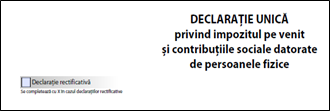 DECLARAȚIE UNICĂ
privind impozitul pe venit
și contribuțiile sociale datorate
de persoanele fizice
Declarație rectificativă
Se completează cu X în cazul declarațiilor rectificative